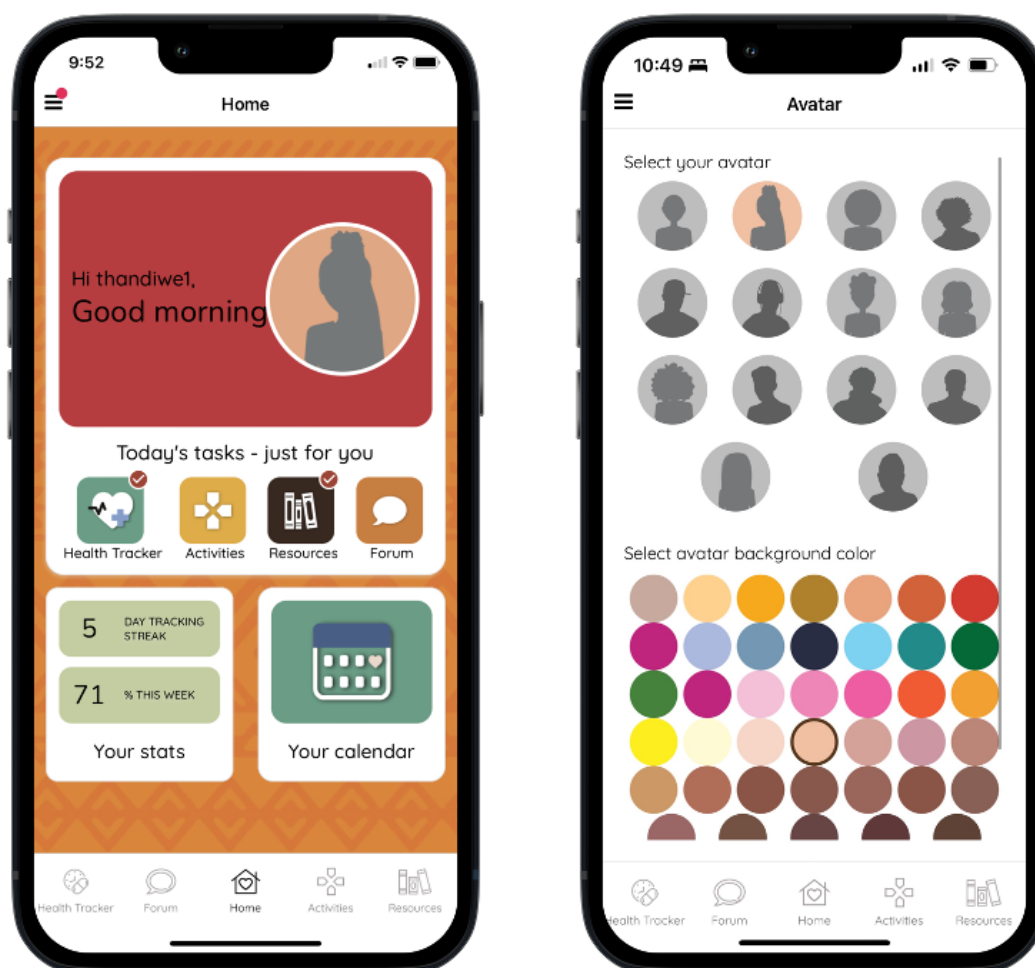 9:52
Home
Hi thandiwe1,
Good morning
Today's tasks - just for you
Health Tracker
Activities
Resources
Forum
5 DAY TRACKING
STREAK
71 % THIS WEEK
Your stats
Your calendar
Health Tracker
Forum
Home
Activities
Resources
10:49
Avatar
Select your avatar
Select avatar background color
Health Tracker
Forum
Home
Activities
Resources